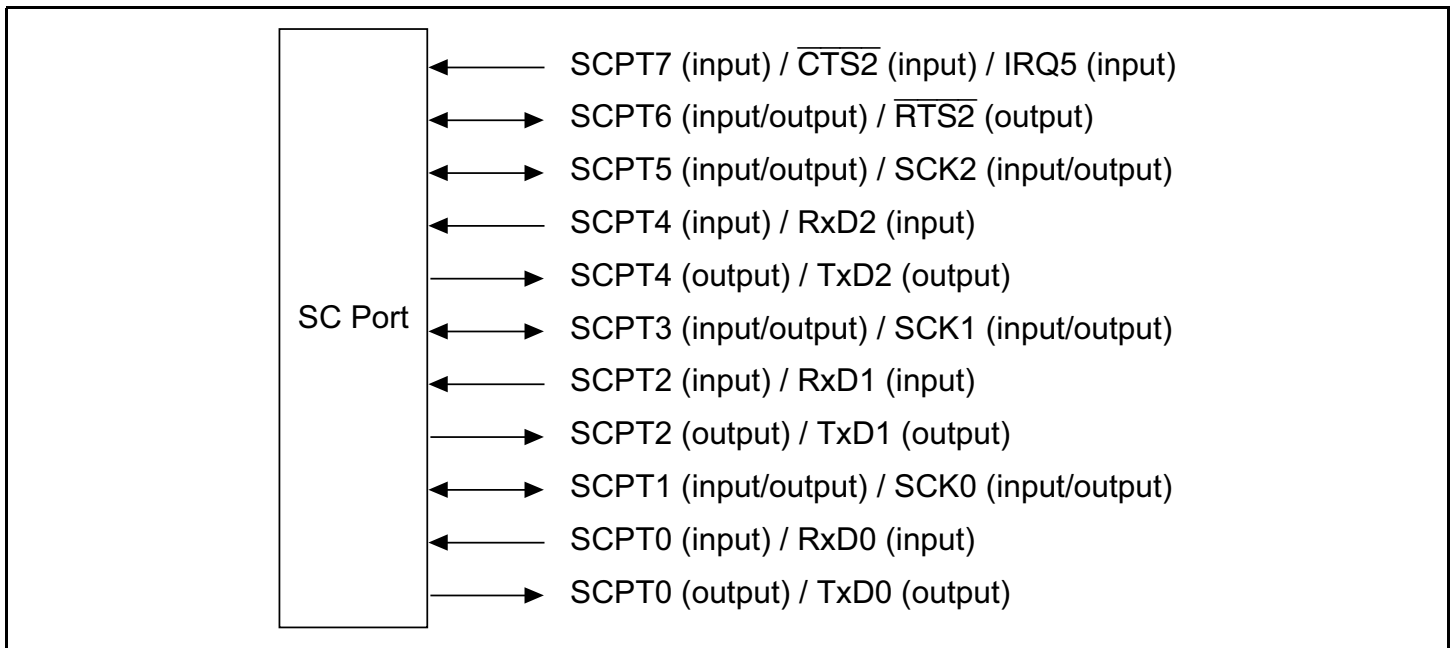 SCPT7 (input) / C̅T̅S̅2̅ (input) / IRQ5 (input)
SCPT6 (input/output) / R̅T̅S̅2̅ (output)
SCPT5 (input/output) / SCK2 (input/output)
SCPT4 (input) / RxD2 (input)
SCPT4 (output) / TxD2 (output)
SC Port
SCPT3 (input/output) / SCK1 (input/output)
SCPT2 (input) / RxD1 (input)
SCPT2 (output) / TxD1 (output)
SCPT1 (input/output) / SCK0 (input/output)
SCPT0 (input) / RxD0 (input)
SCPT0 (output) / TxD0 (output)